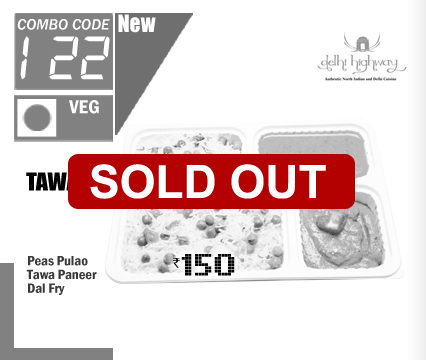 COMBO CODE
122
New
VEG
delhi highway
Authentic North Indian and Delhi Cuisine
TAWA
SOLD OUT
₹150
Peas Pulao
Tawa Paneer
Dal Fry